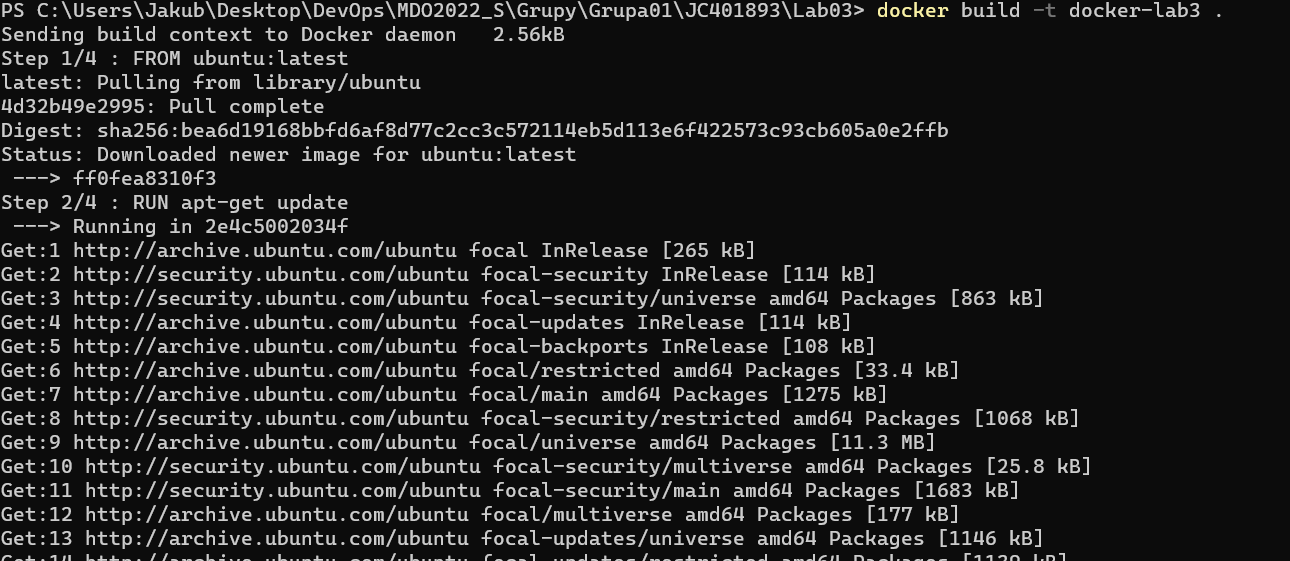 PS C:\Users\Jakub\Desktop\DevOps\MDO2022_S\Grupy\Grupa01\JC401893\Lab03> docker build -t docker-lab3 .
Sending build context to Docker daemon   2.56kB
Step 1/4 : FROM ubuntu:latest
latest: Pulling from library/ubuntu
4d32b49e2995: Pull complete
Digest: sha256:bea6d19168bbfd6af8d77c2cc3c572114eb5d113e6f422573c93cb605a0e2ffb
Status: Downloaded newer image for ubuntu:latest
 ---> ff0fea8310f3
Step 2/4 : RUN apt-get update
 ---> Running in 2e4c5002034f
Get:1 http://archive.ubuntu.com/ubuntu focal InRelease [265 kB]
Get:2 http://security.ubuntu.com/ubuntu focal-security InRelease [114 kB]
Get:3 http://security.ubuntu.com/ubuntu focal-security/universe amd64 Packages [863 kB]
Get:4 http://archive.ubuntu.com/ubuntu focal-updates InRelease [114 kB]
Get:5 http://archive.ubuntu.com/ubuntu focal-backports InRelease [108 kB]
Get:6 http://archive.ubuntu.com/ubuntu focal/restricted amd64 Packages [33.4 kB]
Get:7 http://archive.ubuntu.com/ubuntu focal/main amd64 Packages [1275 kB]
Get:8 http://security.ubuntu.com/ubuntu focal-security/restricted amd64 Packages [1068 kB]
Get:9 http://archive.ubuntu.com/ubuntu focal/universe amd64 Packages [11.3 MB]
Get:10 http://security.ubuntu.com/ubuntu focal-security/multiverse amd64 Packages [25.8 kB]
Get:11 http://security.ubuntu.com/ubuntu focal-security/main amd64 Packages [1683 kB]
Get:12 http://archive.ubuntu.com/ubuntu focal/multiverse amd64 Packages [177 kB]
Get:13 http://archive.ubuntu.com/ubuntu focal-updates/universe amd64 Packages [1146 kB]
Get:14 http://archive.ubuntu.com/ubuntu focal-updates/restricted amd64 Packages